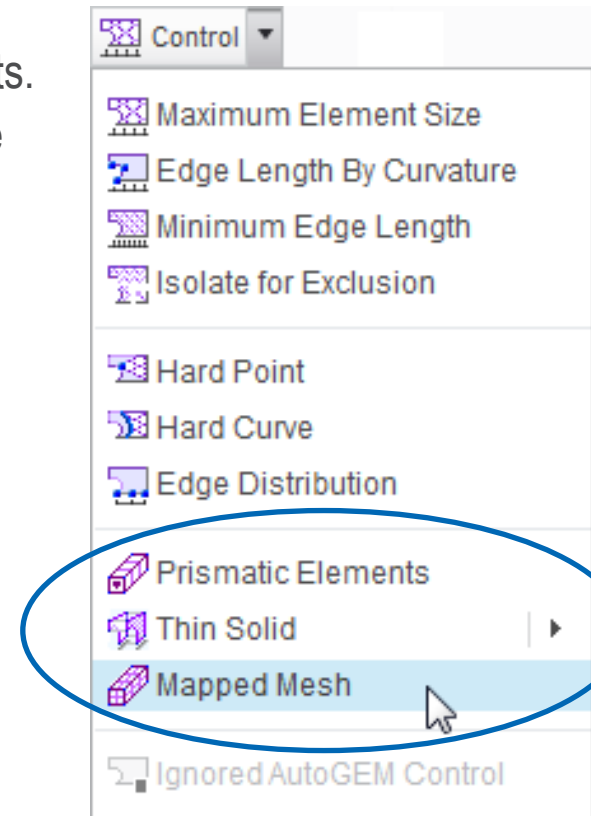 Control
ts.
Maximum Element Size
e
Edge Length By Curvature
Minimum Edge Length
Isolate for Exclusion
Hard Point
Hard Curve
Edge Distribution
Prismatic Elements
Thin Solid
Mapped Mesh
Ignored AutoGEM Control